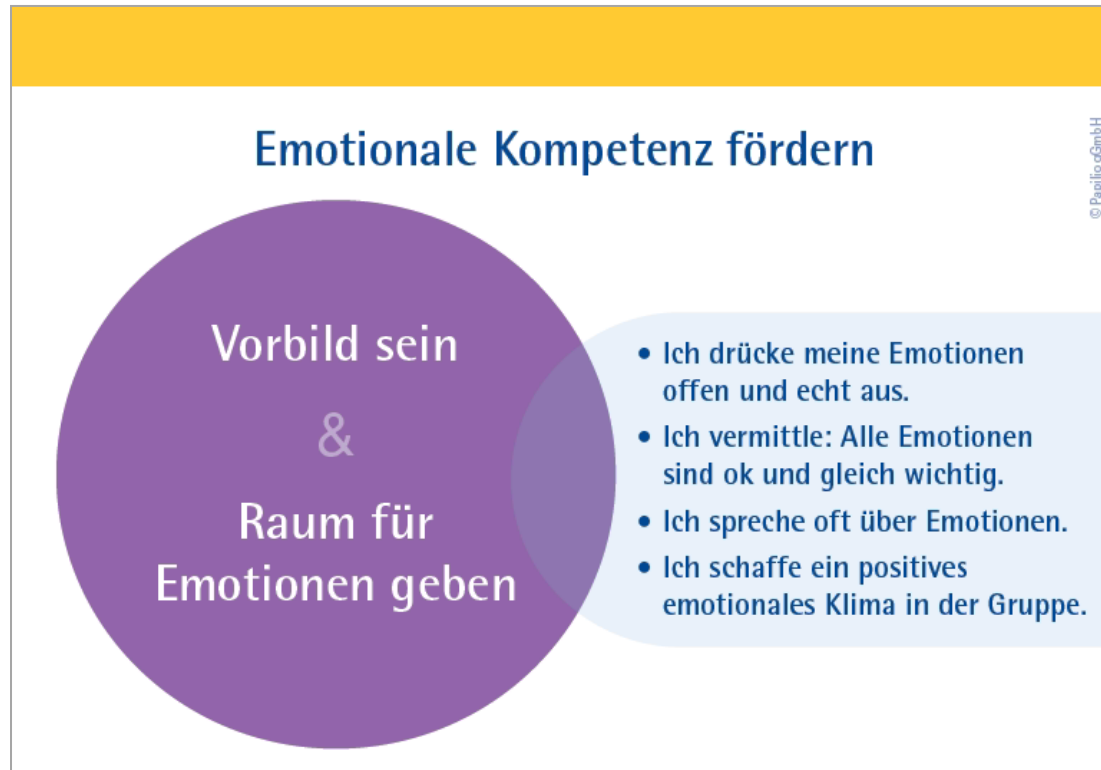 Emotionale Kompetenz fördern
© Papilio gGmbH
Vorbild sein
&
Raum für
Emotionen geben
• Ich drücke meine Emotionen
offen und echt aus.
• Ich vermittle: Alle Emotionen
sind ok und gleich wichtig.
• Ich spreche oft über Emotionen.
• Ich schaffe ein positives
emotionales Klima in der Gruppe.